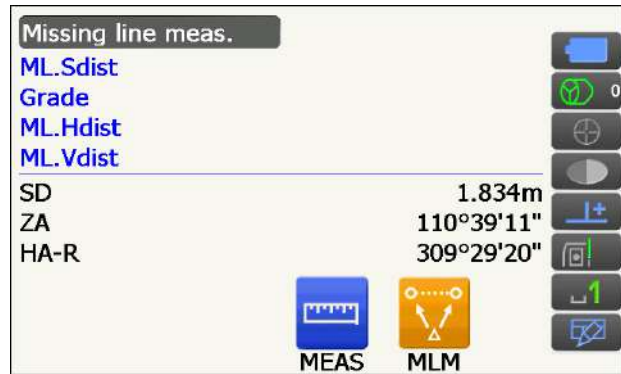 Missing line meas.
ML.Sdist
Grade
ML.Hdist
ML.Vdist
SD 1.834m
ZA 110°39'11"
HA-R 309°29'20"
MEAS MLM
0
1